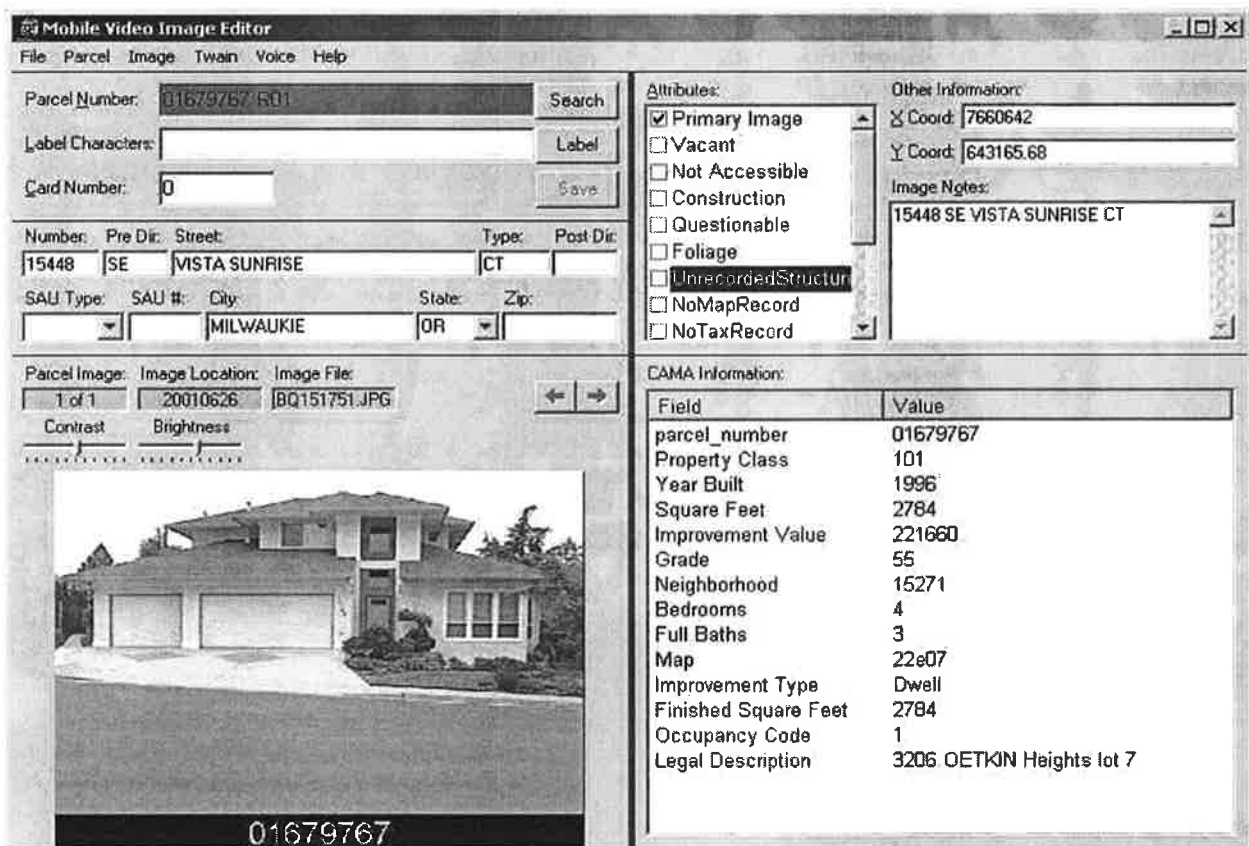 Mobile Video Image Editor
File Parcel Image Twain Voice Help
Parcel Number: 01679767 R01 Search
Label Characters: Label
Card Number: 0 Save
Number: Pre Dir: Street: Type: Post Dir:
15448 SE VISTA SUNRISE CT
SAU Type: SAU #: City: State: Zip:
MILWAUKIE OR
Parcel Image: Image Location: Image File:
1 of 1 20010626 BQ151751.JPG
Contrast Brightness
01679767
Attributes:
Primary Image
Vacant
Not Accessible
Construction
Questionable
Foliage
UnrecordedStructur
NoMapRecord
NoTaxRecord
Other Information:
X Coord: 7660642
Y Coord: 643165.68
Image Notes:
15448 SE VISTA SUNRISE CT
CAMA Information:
Field Value
parcel_number 01679767
Property Class 101
Year Built 1996
Square Feet 2784
Improvement Value 221660
Grade 55
Neighborhood 15271
Bedrooms 4
Full Baths 3
Map 22e07
Improvement Type Dwell
Finished Square Feet 2784
Occupancy Code 1
Legal Description 3206 OETKIN Heights lot 7